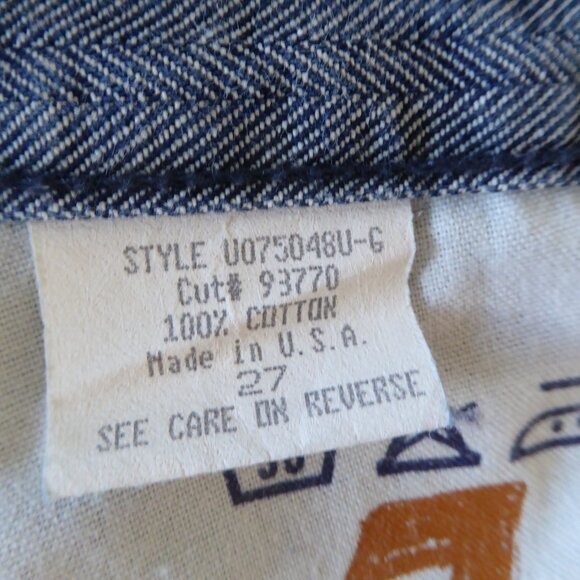 STYLE U075048U-G
Cut# 93770
100% COTTON
Made in U.S.A.
27
SEE CARE ON REVERSE